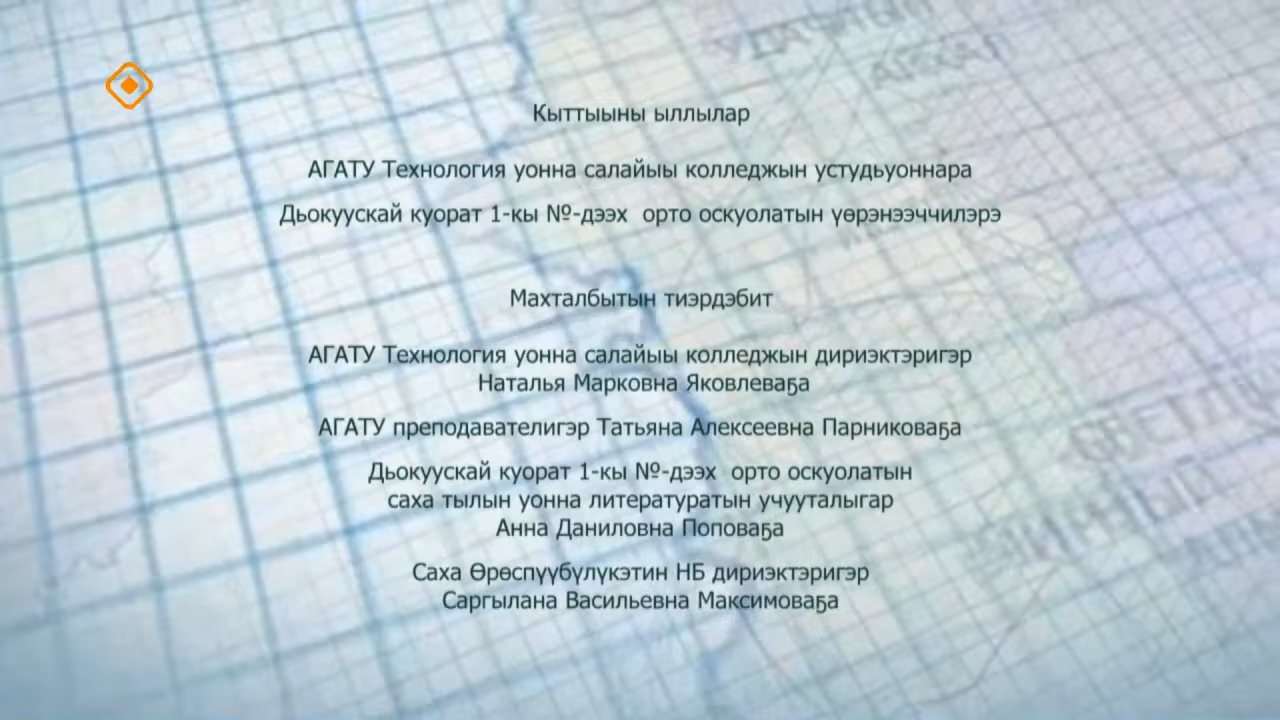 УДАЧНЫЙ
АЙХАЛ
Кыттыыны ыллылар
АГАТУ Технология уонна салайыы колледжын устудьуоннара
Дьокуускай куорат 1-кы №-дээх орто оскуолатын үөрэнээччилэрэ
Махталбытын тиэрдэбит
АГАТУ Технология уонна салайыы колледжын дириэктэригэр
Наталья Марковна Яковлеваҕа
АГАТУ преподавателигэр Татьяна Алексеевна Парниковаҕа
Дьокуускай куорат 1-кы №-дээх орто оскуолатын
саха тылын уонна литературатын учууталыгар
Анна Даниловна Поповаҕа
Саха Өрөспүүбүлүкэтин НБ дириэктэригэр
Саргылана Васильевна Максимоваҕа